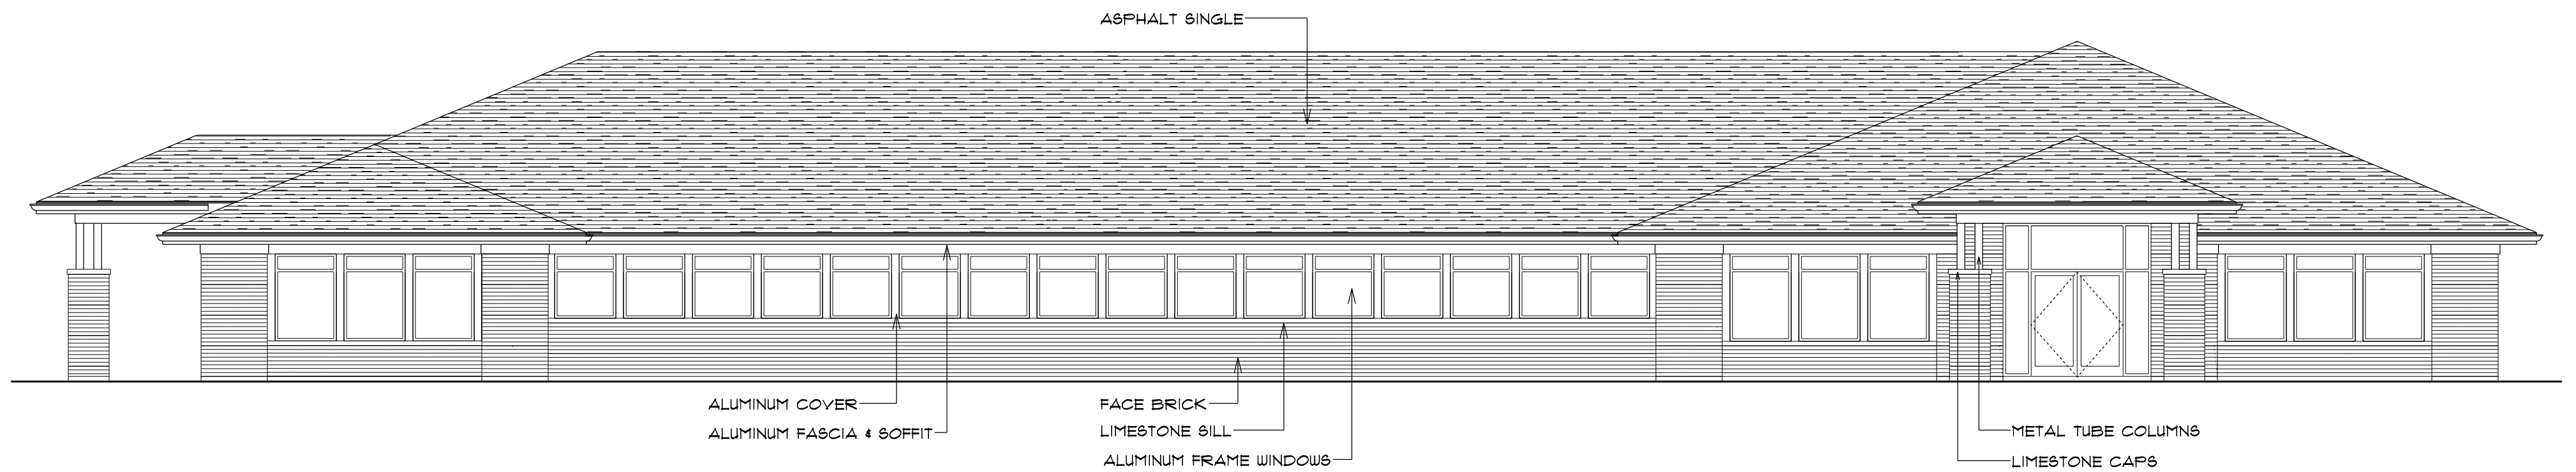 ASPHALT SINGLE
ALUMINUM COVER
ALUMINUM FASCIA & SOFFIT
FACE BRICK
LIMESTONE SILL
ALUMINUM FRAME WINDOWS
METAL TUBE COLUMNS
LIMESTONE CAPS